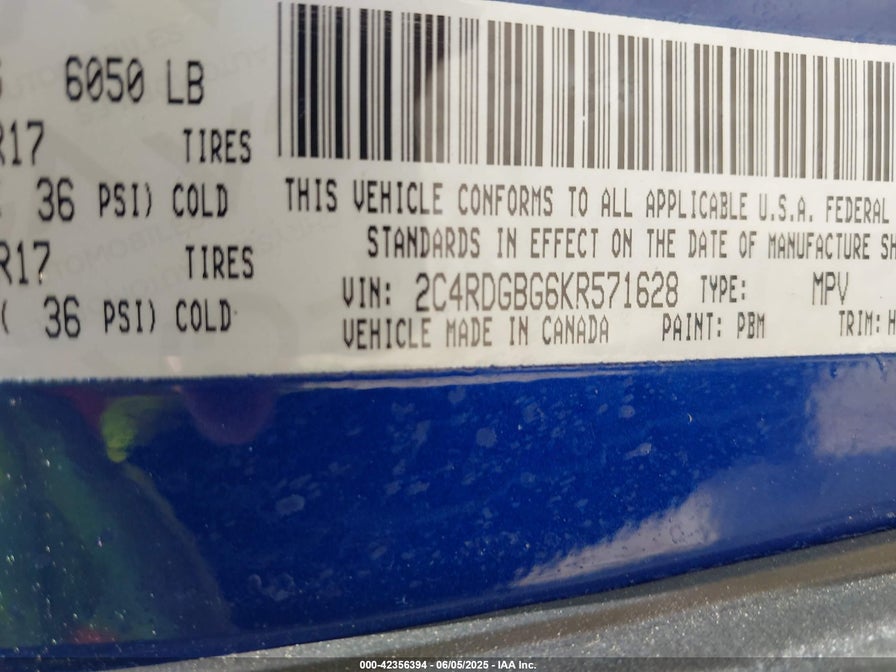 6050 LB
R17 TIRES
36 PSI) COLD
R17 TIRES
( 36 PSI) COLD
THIS VEHICLE CONFORMS TO ALL APPLICABLE U.S.A. FEDERAL
STANDARDS IN EFFECT ON THE DATE OF MANUFACTURE SH
VIN: 2C4RDGBG6KR571628 TYPE: MPV
VEHICLE MADE IN CANADA PAINT: PBM TRIM: H
000-42356394 - 06/05/2025 - IAA Inc.